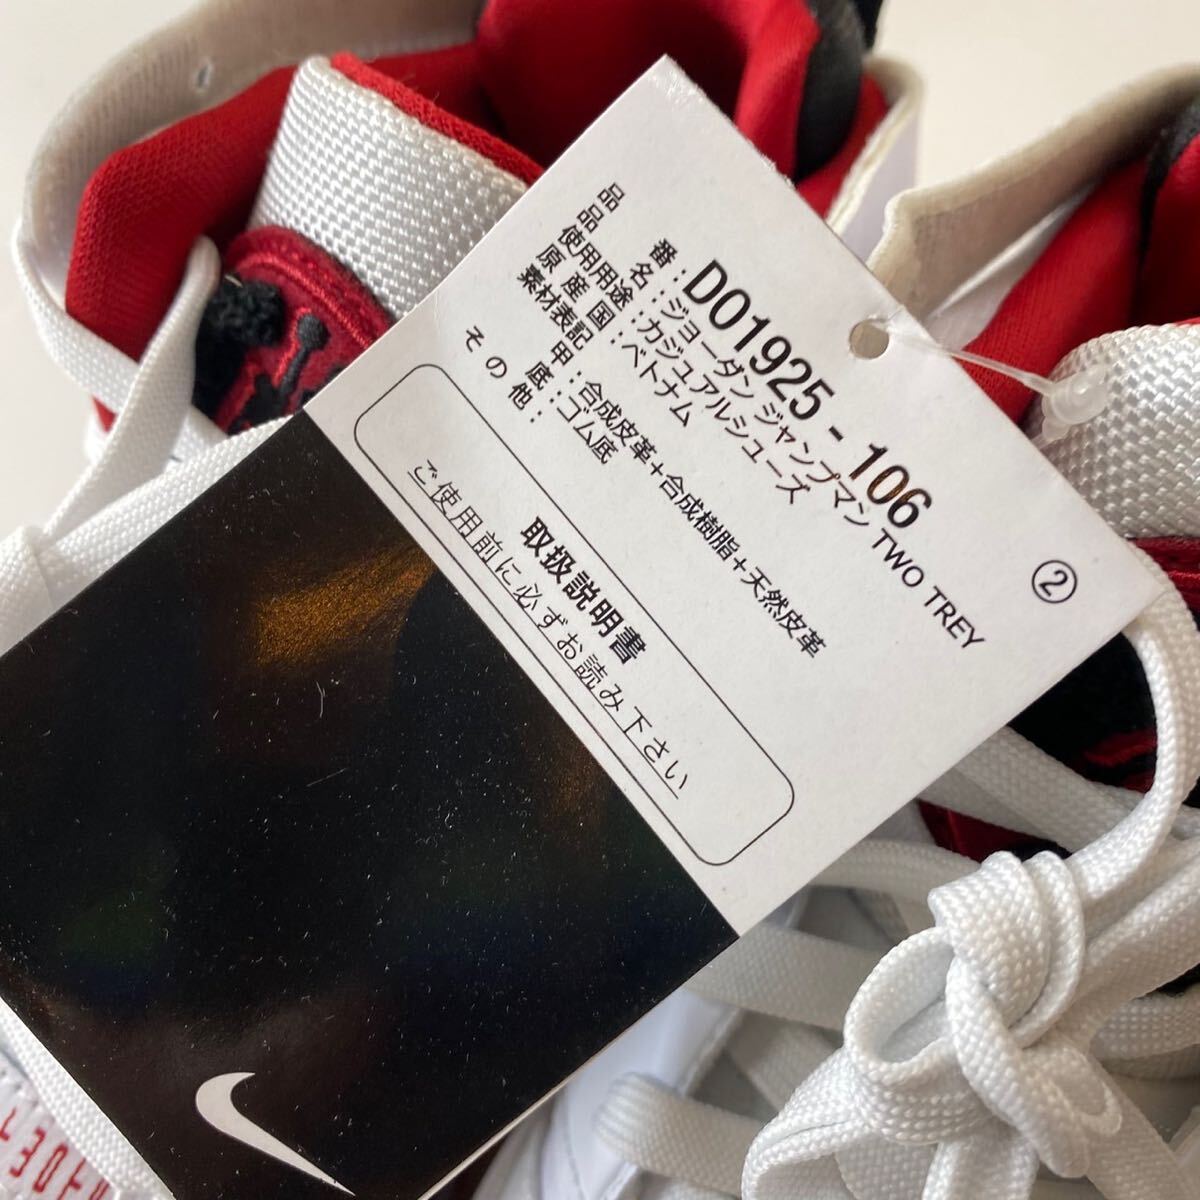 品　番：DO1925 - 106
品　名：ジョーダン ジャンプマン TWO TREY
使用用途：カジュアルシューズ
原 産 国：ベトナム
素材表記　甲：合成皮革+合成樹脂+天然皮革
底：ゴム底
その他：
②
取扱説明書
ご使用前に必ずお読み下さい